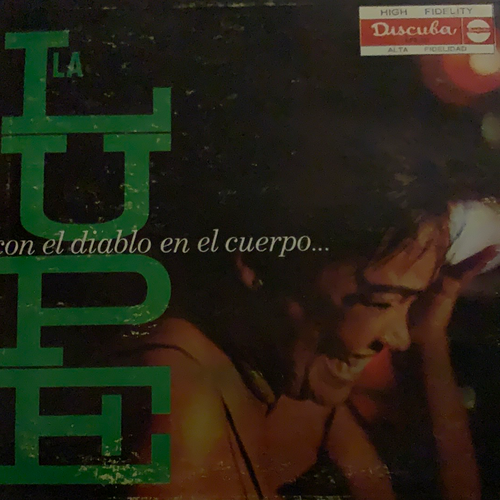 LA
LUPE
con el diablo en el cuerpo...
HIGH FIDELITY
Discuba
ALTA FIDELIDAD